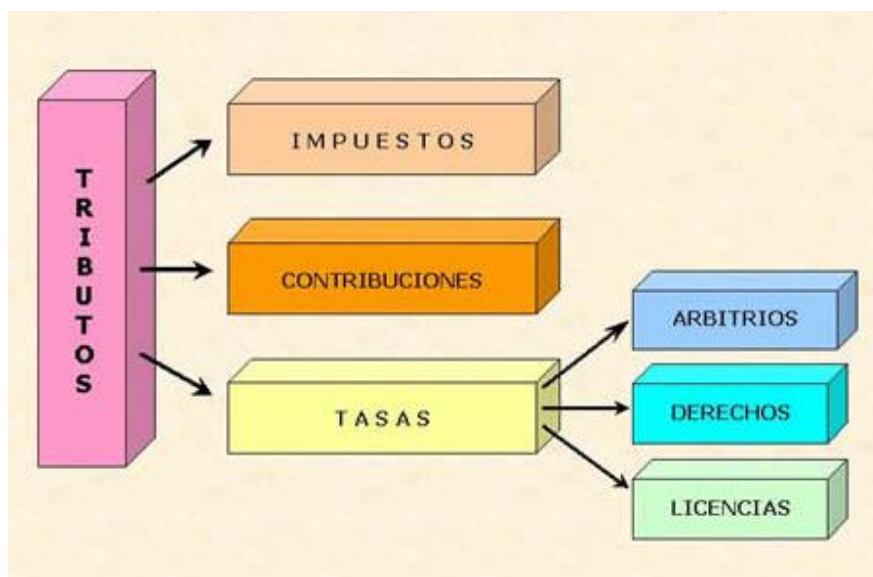 TRIBUTOS
IMPUESTOS
CONTRIBUCIONES
TASAS
ARBITRIOS
DERECHOS
LICENCIAS